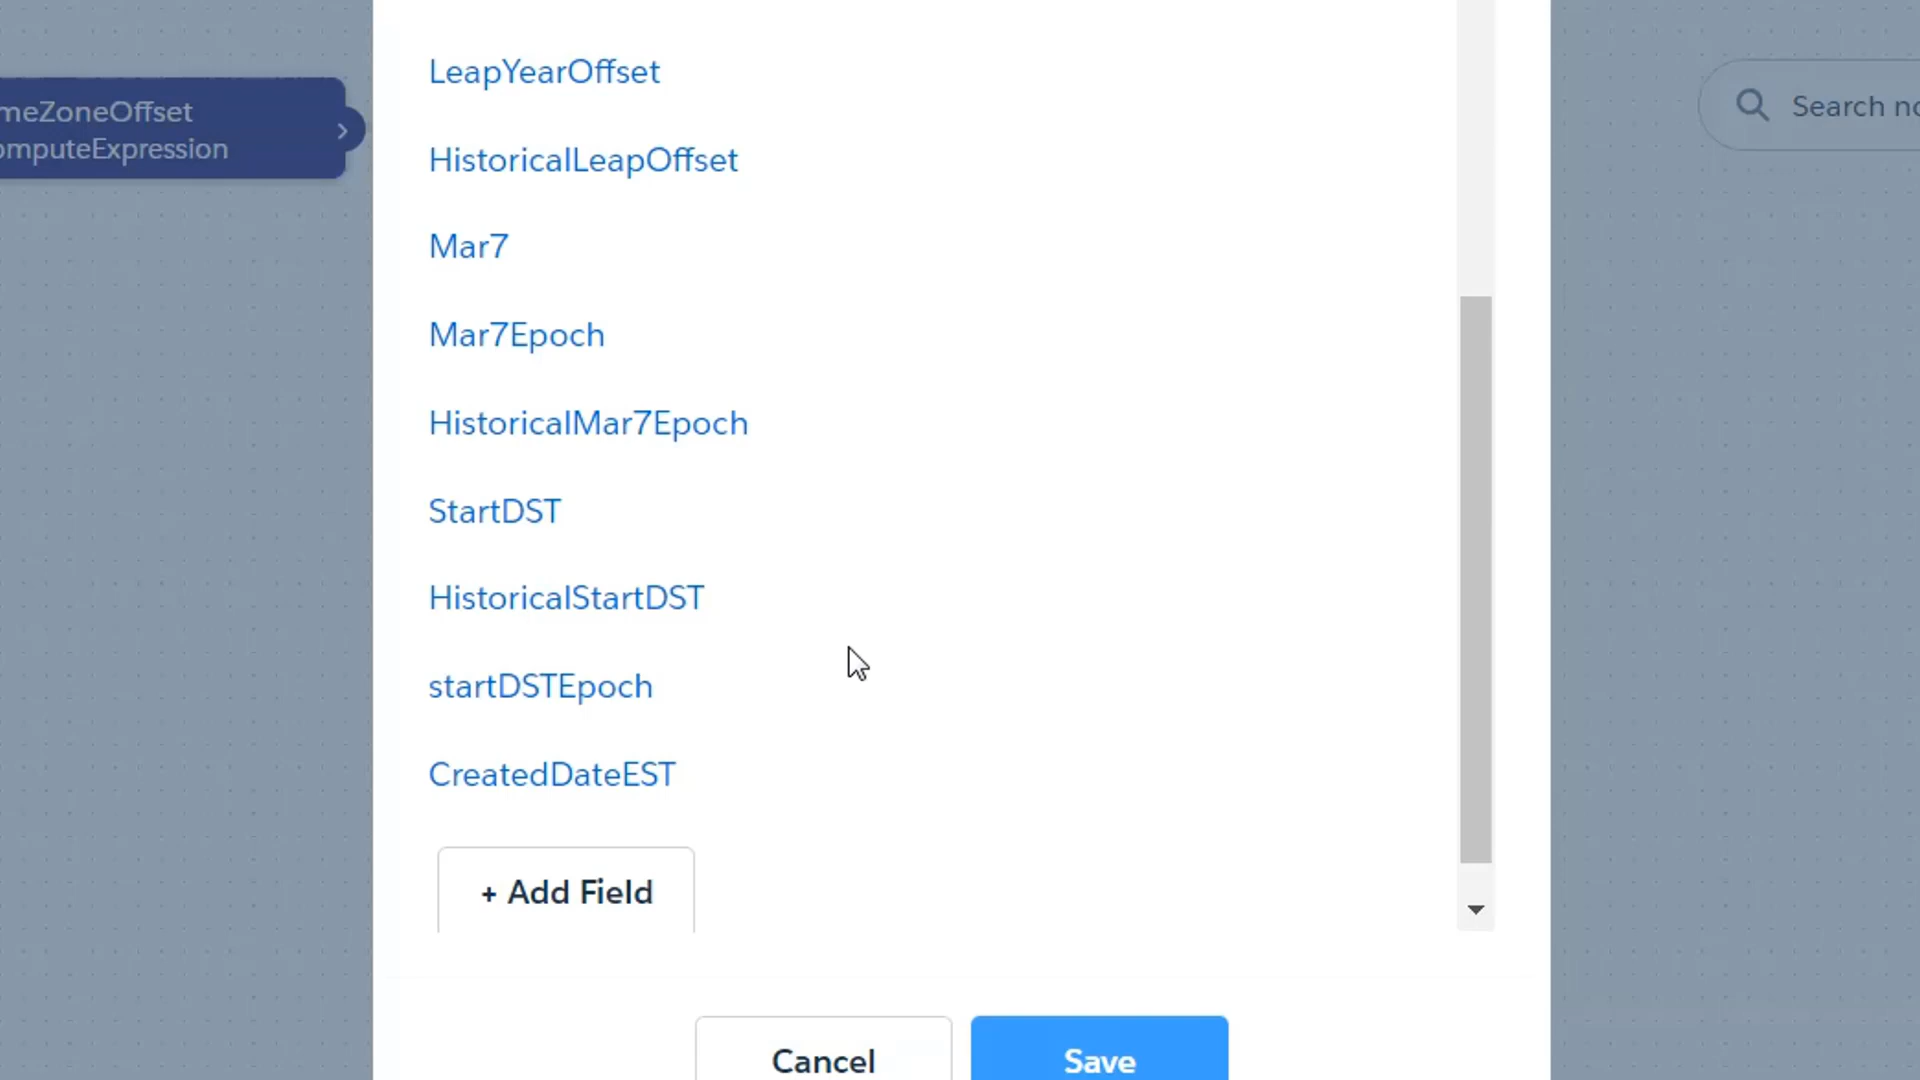 meZoneOffset
omputeExpression
Search no
LeapYearOffset
HistoricalLeapOffset
Mar7
Mar7Epoch
HistoricalMar7Epoch
StartDST
HistoricalStartDST
startDSTEpoch
CreatedDateEST
+ Add Field
Cancel
Save